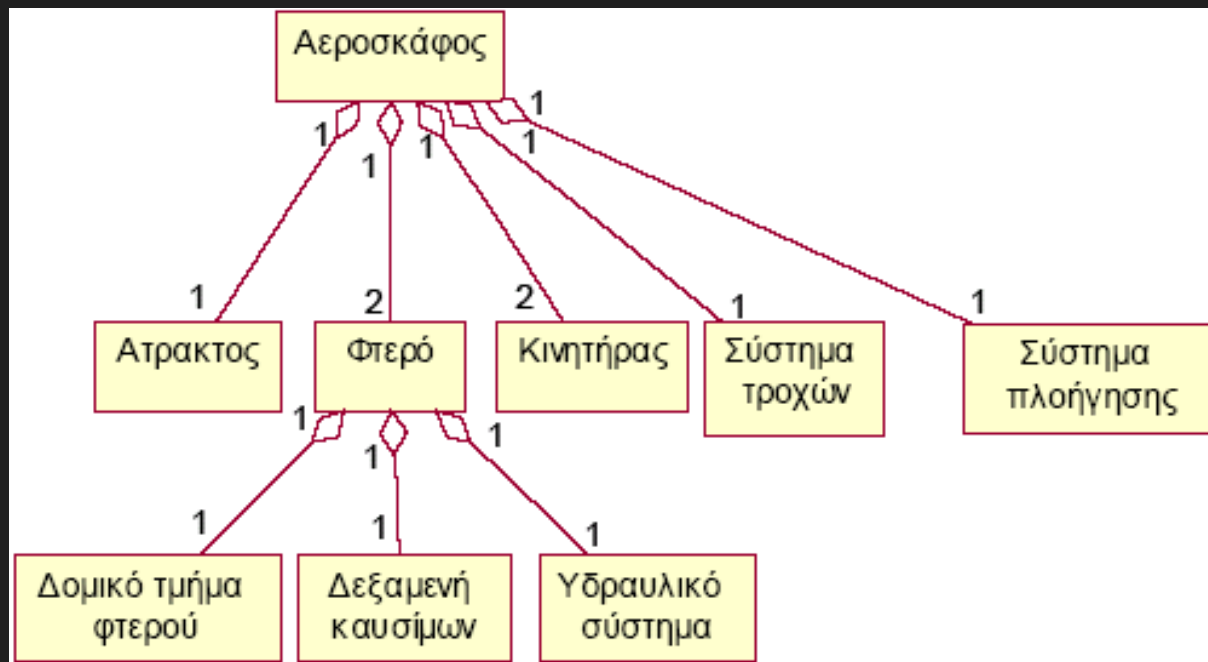 Αεροσκάφος
1
1
1
1
1
1
2
2
1
1
Ατρακτος
Φτερό
Κινητήρας
Σύστημα
τροχών
Σύστημα
πλοήγησης
1
1
1
1
1
1
Δομικό τμήμα
φτερού
Δεξαμενή
καυσίμων
Υδραυλικό
σύστημα